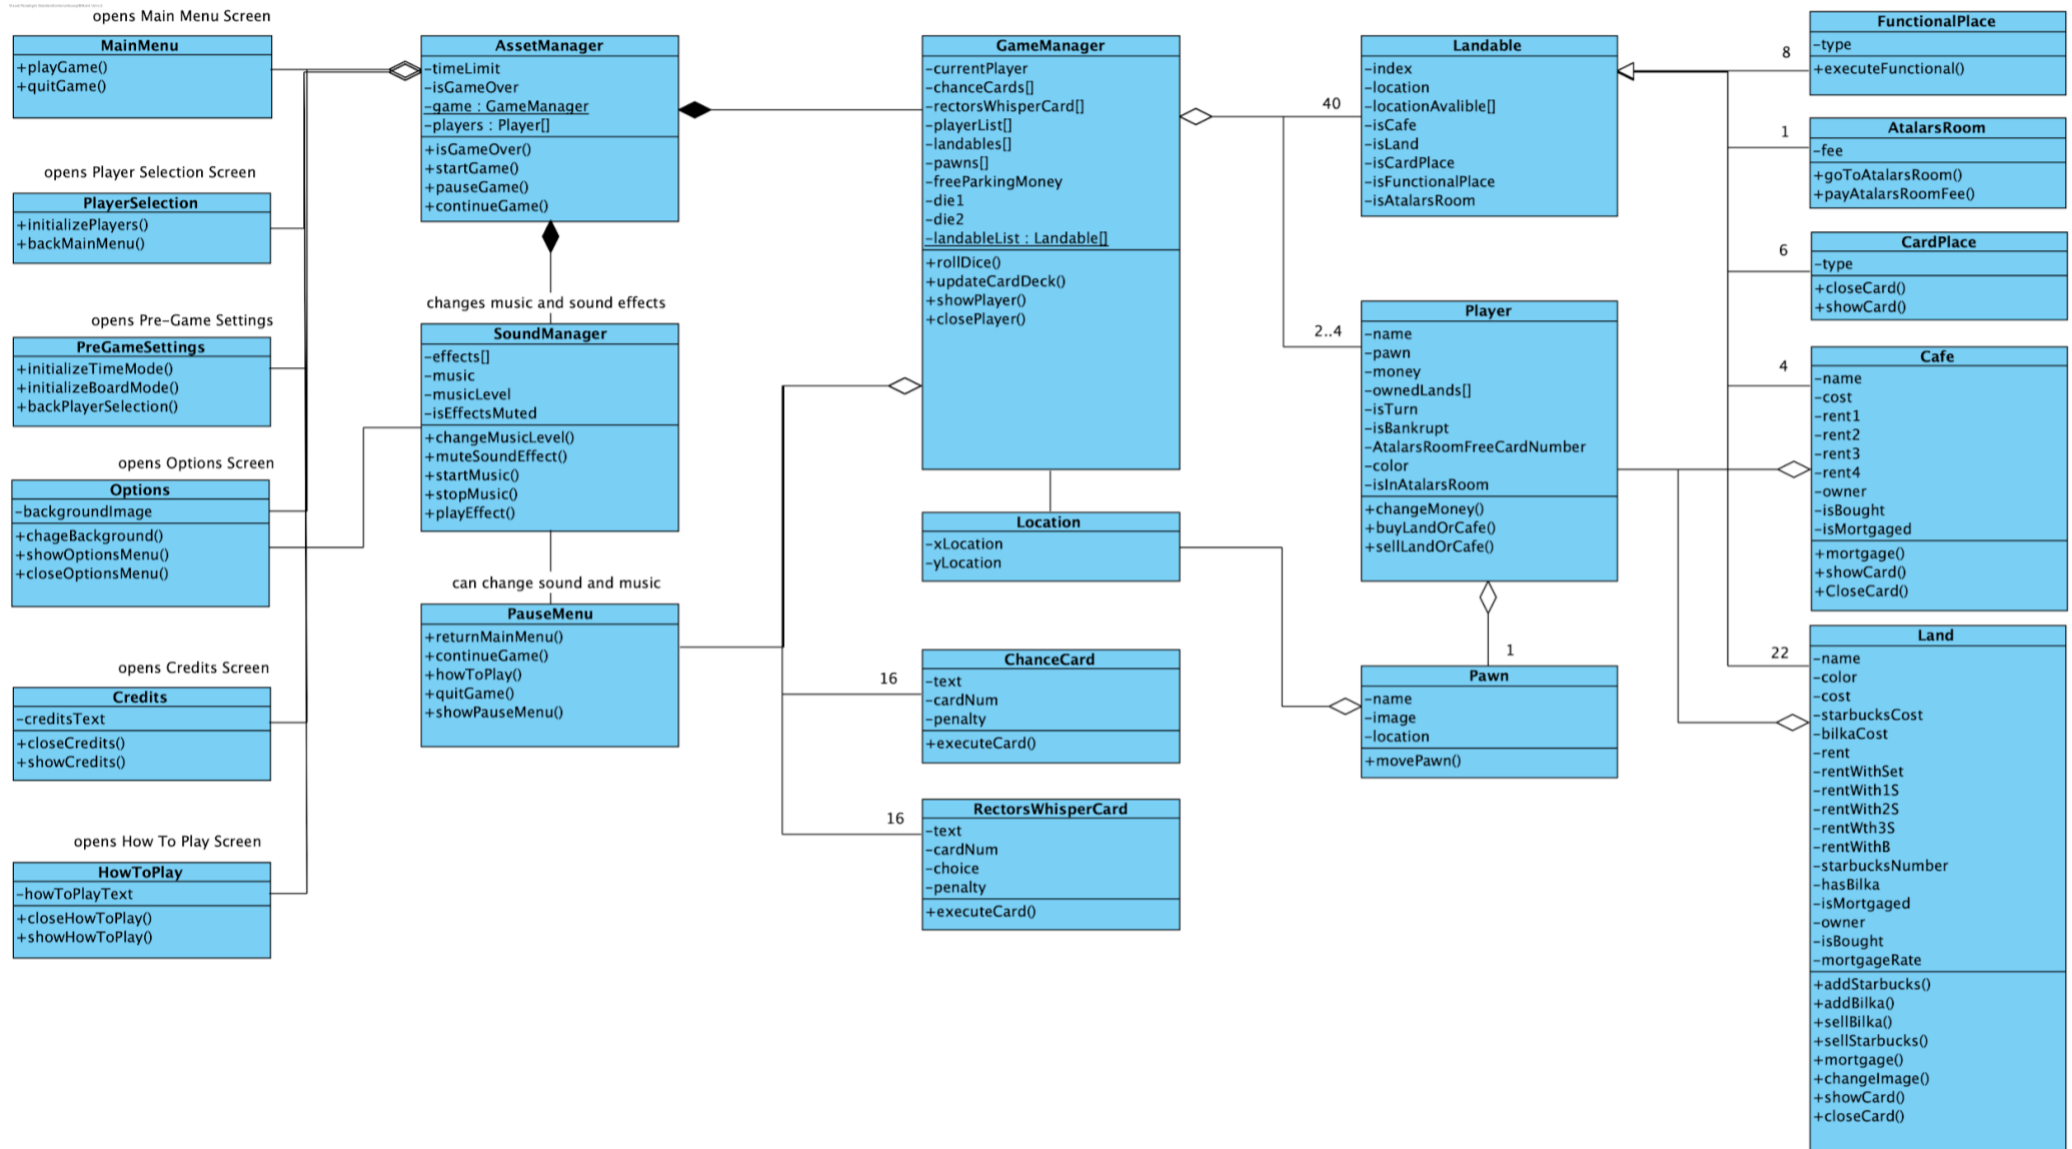 opens Main Menu Screen
MainMenu
+playGame()
+quitGame()
opens Player Selection Screen
PlayerSelection
+initializePlayers()
+backMainMenu()
opens Pre-Game Settings
PreGameSettings
+initializeTimeMode()
+initializeBoardMode()
+backPlayerSelection()
opens Options Screen
Options
-backgroundImage
+chageBackground()
+showOptionsMenu()
+closeOptionsMenu()
opens Credits Screen
Credits
-creditsText
+closeCredits()
+showCredits()
opens How To Play Screen
HowToPlay
-howToPlayText
+closeHowToPlay()
+showHowToPlay()
AssetManager
-timeLimit
-isGameOver
-game : GameManager
-players : Player[]
+isGameOver()
+startGame()
+pauseGame()
+continueGame()
changes music and sound effects
SoundManager
-effects[]
-music
-musicLevel
-isEffectsMuted
+changeMusicLevel()
+muteSoundEffect()
+startMusic()
+stopMusic()
+playEffect()
can change sound and music
PauseMenu
+returnMainMenu()
+continueGame()
+howToPlay()
+quitGame()
+showPauseMenu()
GameManager
-currentPlayer
-chanceCards[]
-rectorsWhisperCard[]
-playerList[]
-landables[]
-pawns[]
-freeParkingMoney
-die1
-die2
-landableList : Landable[]
+rollDice()
+updateCardDeck()
+showPlayer()
+closePlayer()
Location
-xLocation
-yLocation
16
ChanceCard
-text
-cardNum
-penalty
+executeCard()
16
RectorsWhisperCard
-text
-cardNum
-choice
-penalty
+executeCard()
40
Landable
-index
-location
-locationAvalible[]
-isCafe
-isLand
-isCardPlace
-isFunctionalPlace
-isAtalarsRoom
2..4
Player
-name
-pawn
-money
-ownedLands[]
-isTurn
-isBankrupt
-AtalarsRoomFreeCardNumber
-color
-isInAtalarsRoom
+changeMoney()
+buyLandOrCafe()
+sellLandOrCafe()
1
Pawn
-name
-image
-location
+movePawn()
8
FunctionalPlace
-type
+executeFunctional()
1
AtalarsRoom
-fee
+goToAtalarsRoom()
+payAtalarsRoomFee()
6
CardPlace
-type
+closeCard()
+showCard()
4
Cafe
-name
-cost
-rent1
-rent2
-rent3
-rent4
-owner
-isBought
-isMortgaged
+mortgage()
+showCard()
+CloseCard()
22
Land
-name
-color
-cost
-starbucksCost
-bilkaCost
-rent
-rentWithSet
-rentWith1S
-rentWith2S
-rentWth3S
-rentWithB
-starbucksNumber
-hasBilka
-isMortgaged
-owner
-isBought
-mortgageRate
+addStarbucks()
+addBilka()
+sellBilka()
+sellStarbucks()
+mortgage()
+changeImage()
+showCard()
+closeCard()